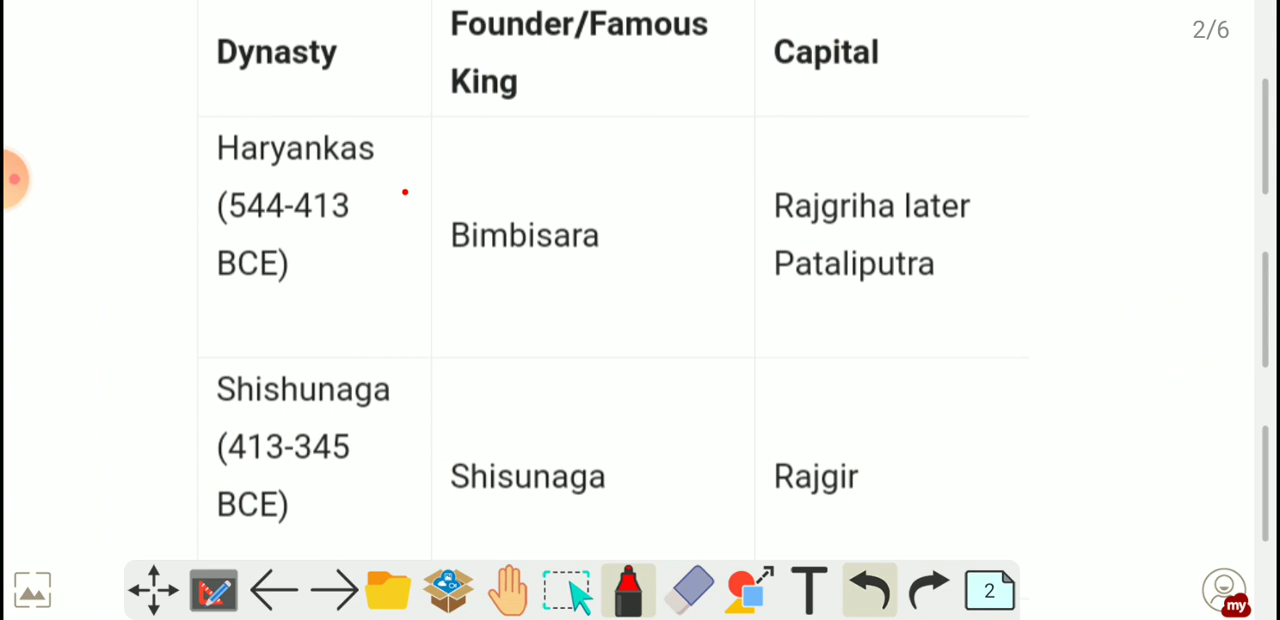 Dynasty
Founder/Famous
King
Capital
2/6
Haryankas
(544-413
BCE)
Bimbisara
Rajgriha later
Pataliputra
Shishunaga
(413-345
BCE)
Shisunaga
Rajgir
T
2
my